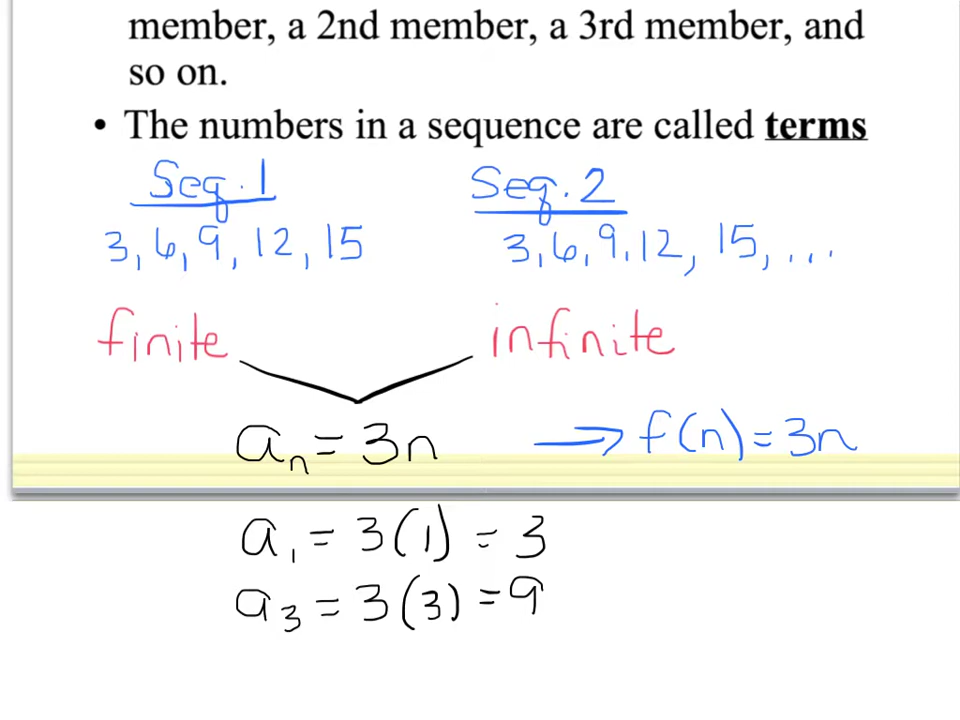 member, a 2nd member, a 3rd member, and
so on.
• The numbers in a sequence are called terms
Seq. 1 Seq. 2
3, 6, 9, 12, 15 3, 6, 9, 12, 15, ...
finite infinite
aₙ = 3n → f(n) = 3n
a₁ = 3(1) = 3
a₃ = 3(3) = 9